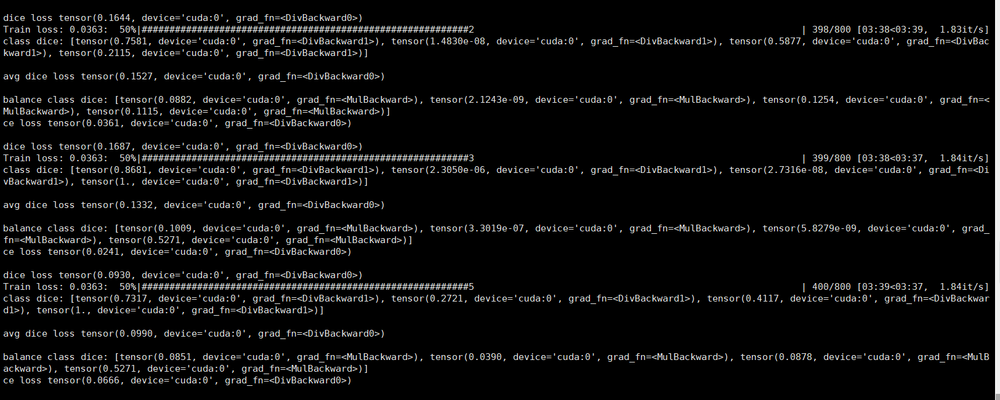 dice loss tensor(0.1644, device='cuda:0', grad_fn=<DivBackward0>)
Train loss: 0.0363:  50%|###########################################################2                                                           | 398/800 [03:38<03:39,  1.83it/s]
class dice: [tensor(0.7581, device='cuda:0', grad_fn=<DivBackward1>), tensor(1.4830e-08, device='cuda:0', grad_fn=<DivBackward1>), tensor(0.5877, device='cuda:0', grad_fn=<DivBac
kward1>), tensor(0.2115, device='cuda:0', grad_fn=<DivBackward1>)]
avg dice loss tensor(0.1527, device='cuda:0', grad_fn=<DivBackward0>)
balance class dice: [tensor(0.0882, device='cuda:0', grad_fn=<MulBackward>), tensor(2.1243e-09, device='cuda:0', grad_fn=<MulBackward>), tensor(0.1254, device='cuda:0', grad_fn=<
MulBackward>), tensor(0.1115, device='cuda:0', grad_fn=<MulBackward>)]
ce loss tensor(0.0361, device='cuda:0', grad_fn=<DivBackward0>)
dice loss tensor(0.1687, device='cuda:0', grad_fn=<DivBackward0>)
Train loss: 0.0363:  50%|###########################################################3                                                           | 399/800 [03:38<03:37,  1.84it/s]
class dice: [tensor(0.8681, device='cuda:0', grad_fn=<DivBackward1>), tensor(2.3050e-06, device='cuda:0', grad_fn=<DivBackward1>), tensor(2.7316e-08, device='cuda:0', grad_fn=<Di
vBackward1>), tensor(1., device='cuda:0', grad_fn=<DivBackward1>)]
avg dice loss tensor(0.1332, device='cuda:0', grad_fn=<DivBackward0>)
balance class dice: [tensor(0.1009, device='cuda:0', grad_fn=<MulBackward>), tensor(3.3019e-07, device='cuda:0', grad_fn=<MulBackward>), tensor(5.8279e-09, device='cuda:0', grad_
fn=<MulBackward>), tensor(0.5271, device='cuda:0', grad_fn=<MulBackward>)]
ce loss tensor(0.0241, device='cuda:0', grad_fn=<DivBackward0>)
dice loss tensor(0.0930, device='cuda:0', grad_fn=<DivBackward0>)
Train loss: 0.0363:  50%|###########################################################5                                                           | 400/800 [03:39<03:37,  1.84it/s]
class dice: [tensor(0.7317, device='cuda:0', grad_fn=<DivBackward1>), tensor(0.2721, device='cuda:0', grad_fn=<DivBackward1>), tensor(0.4117, device='cuda:0', grad_fn=<DivBackwar
d1>), tensor(1., device='cuda:0', grad_fn=<DivBackward1>)]
avg dice loss tensor(0.0990, device='cuda:0', grad_fn=<DivBackward0>)
balance class dice: [tensor(0.0851, device='cuda:0', grad_fn=<MulBackward>), tensor(0.0390, device='cuda:0', grad_fn=<MulBackward>), tensor(0.0878, device='cuda:0', grad_fn=<MulB
ackward>), tensor(0.5271, device='cuda:0', grad_fn=<MulBackward>)]
ce loss tensor(0.0666, device='cuda:0', grad_fn=<DivBackward0>)